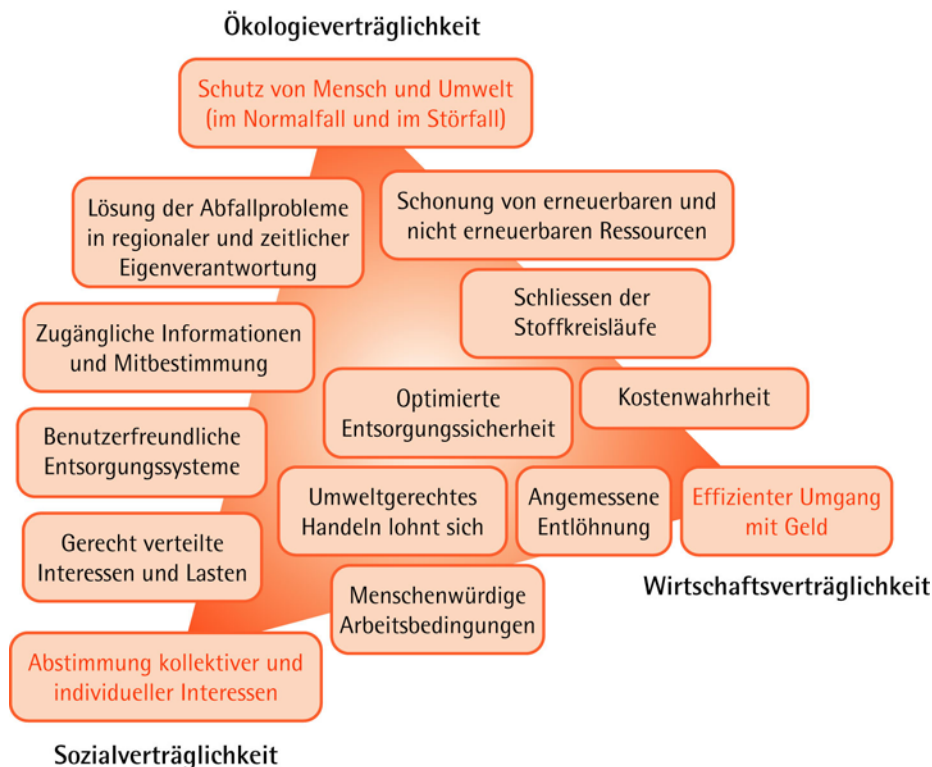 Ökologieverträglichkeit
Schutz von Mensch und Umwelt
(im Normalfall und im Störfall)
Lösung der Abfallprobleme
in regionaler und zeitlicher
Eigenverantwortung
Schonung von erneuerbaren und
nicht erneuerbaren Ressourcen
Schliessen der
Stoffkreisläufe
Zugängliche Informationen
und Mitbestimmung
Optimierte
Entsorgungssicherheit
Kostenwahrheit
Benutzerfreundliche
Entsorgungssysteme
Umweltgerechtes
Handeln lohnt sich
Angemessene
Entlöhnung
Effizienter Umgang
mit Geld
Gerecht verteilte
Interessen und Lasten
Wirtschaftsverträglichkeit
Menschenwürdige
Arbeitsbedingungen
Abstimmung kollektiver und
individueller Interessen
Sozialverträglichkeit